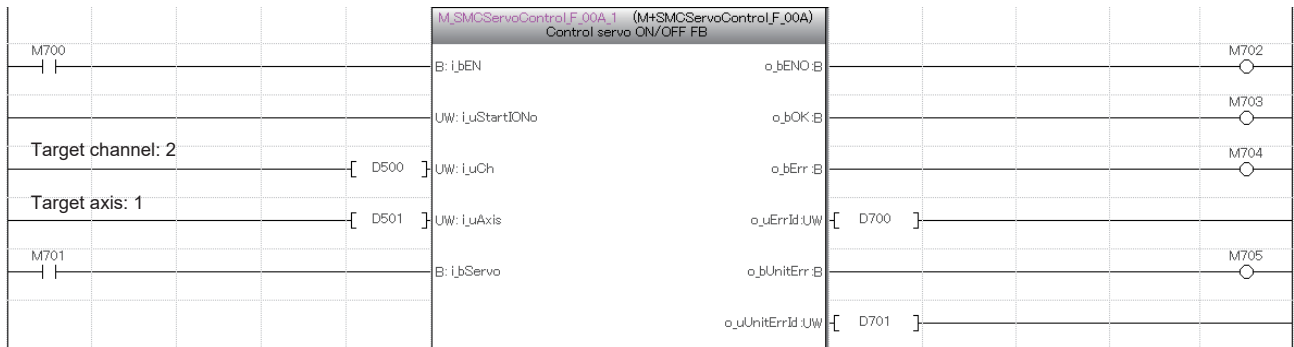 M_SMCServoControl_F_00A_1 (M+SMCServoControl_F_00A)
Control servo ON/OFF FB
M700
B: i_bEN
o_bENO:B
M702
UW: i_uStartIONo
o_bOK:B
M703
Target channel: 2
D500
UW: i_uCh
o_bErr:B
M704
Target axis: 1
D501
UW: i_uAxis
o_uErrId:UW
D700
M701
B: i_bServo
o_bUnitErr:B
M705
o_uUnitErrId:UW
D701